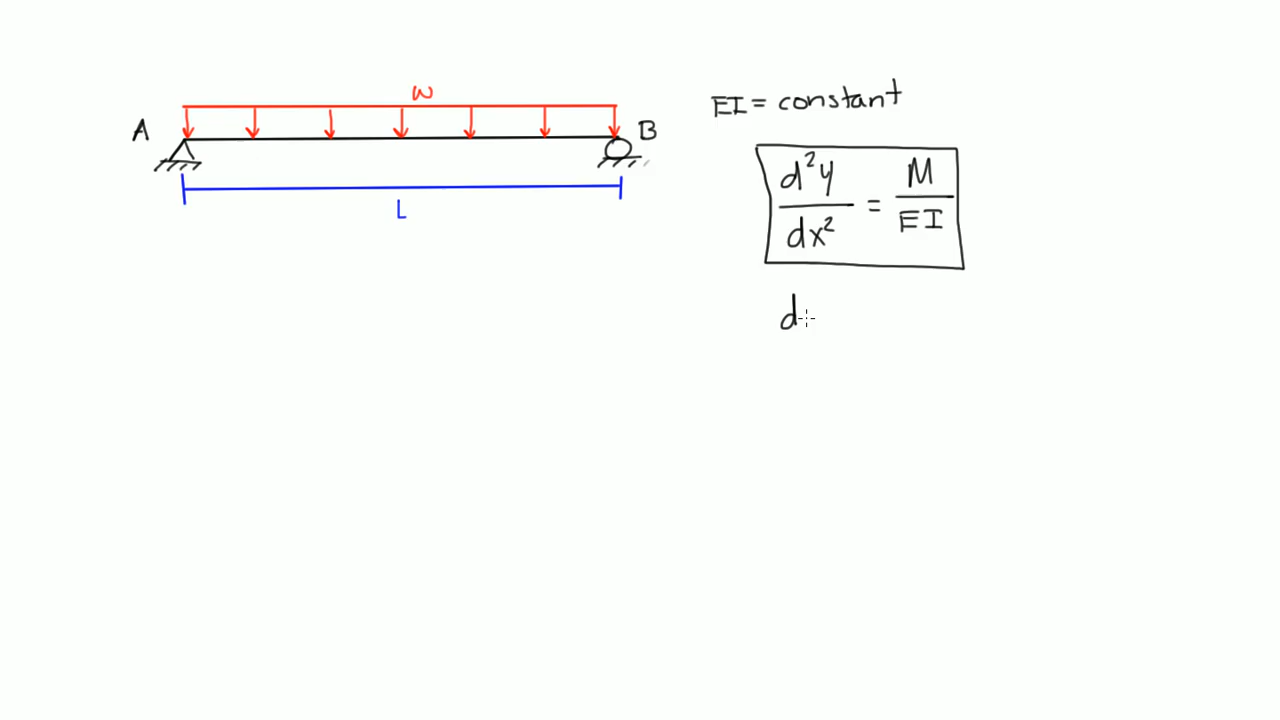 w
A
B
L
EI = constant
d²y/dx² = M/EI
d